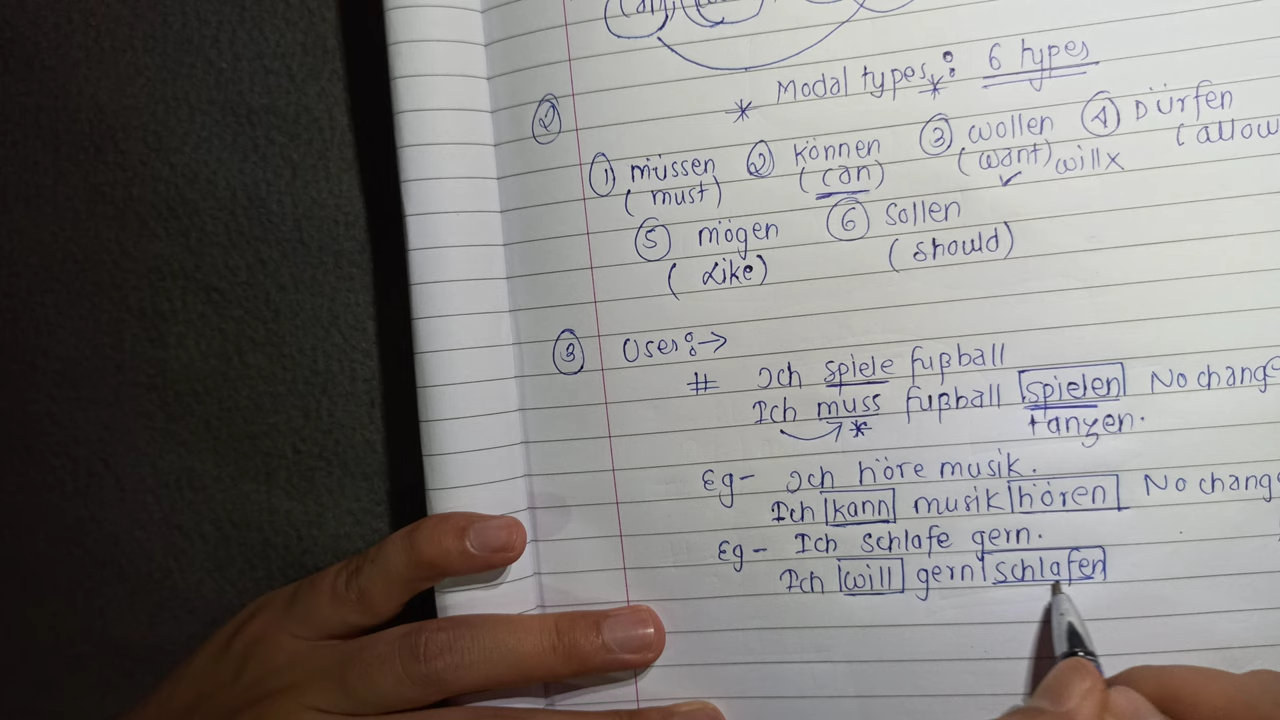 * Modal types * : 6 types
② ① müssen ② können ③ wollen ④ Dürfen
(must) (can) (want) will x (allow
⑤ mögen ⑥ sollen
(Like) (should)
③ Uses :→
# Ich spiele fußball
Ich muss fußball spielen No change
* tanzen.
Eg- Ich höre musik.
Ich kann musik hören No chang
Eg- Ich schlafe gern.
Ich will gern schlafen